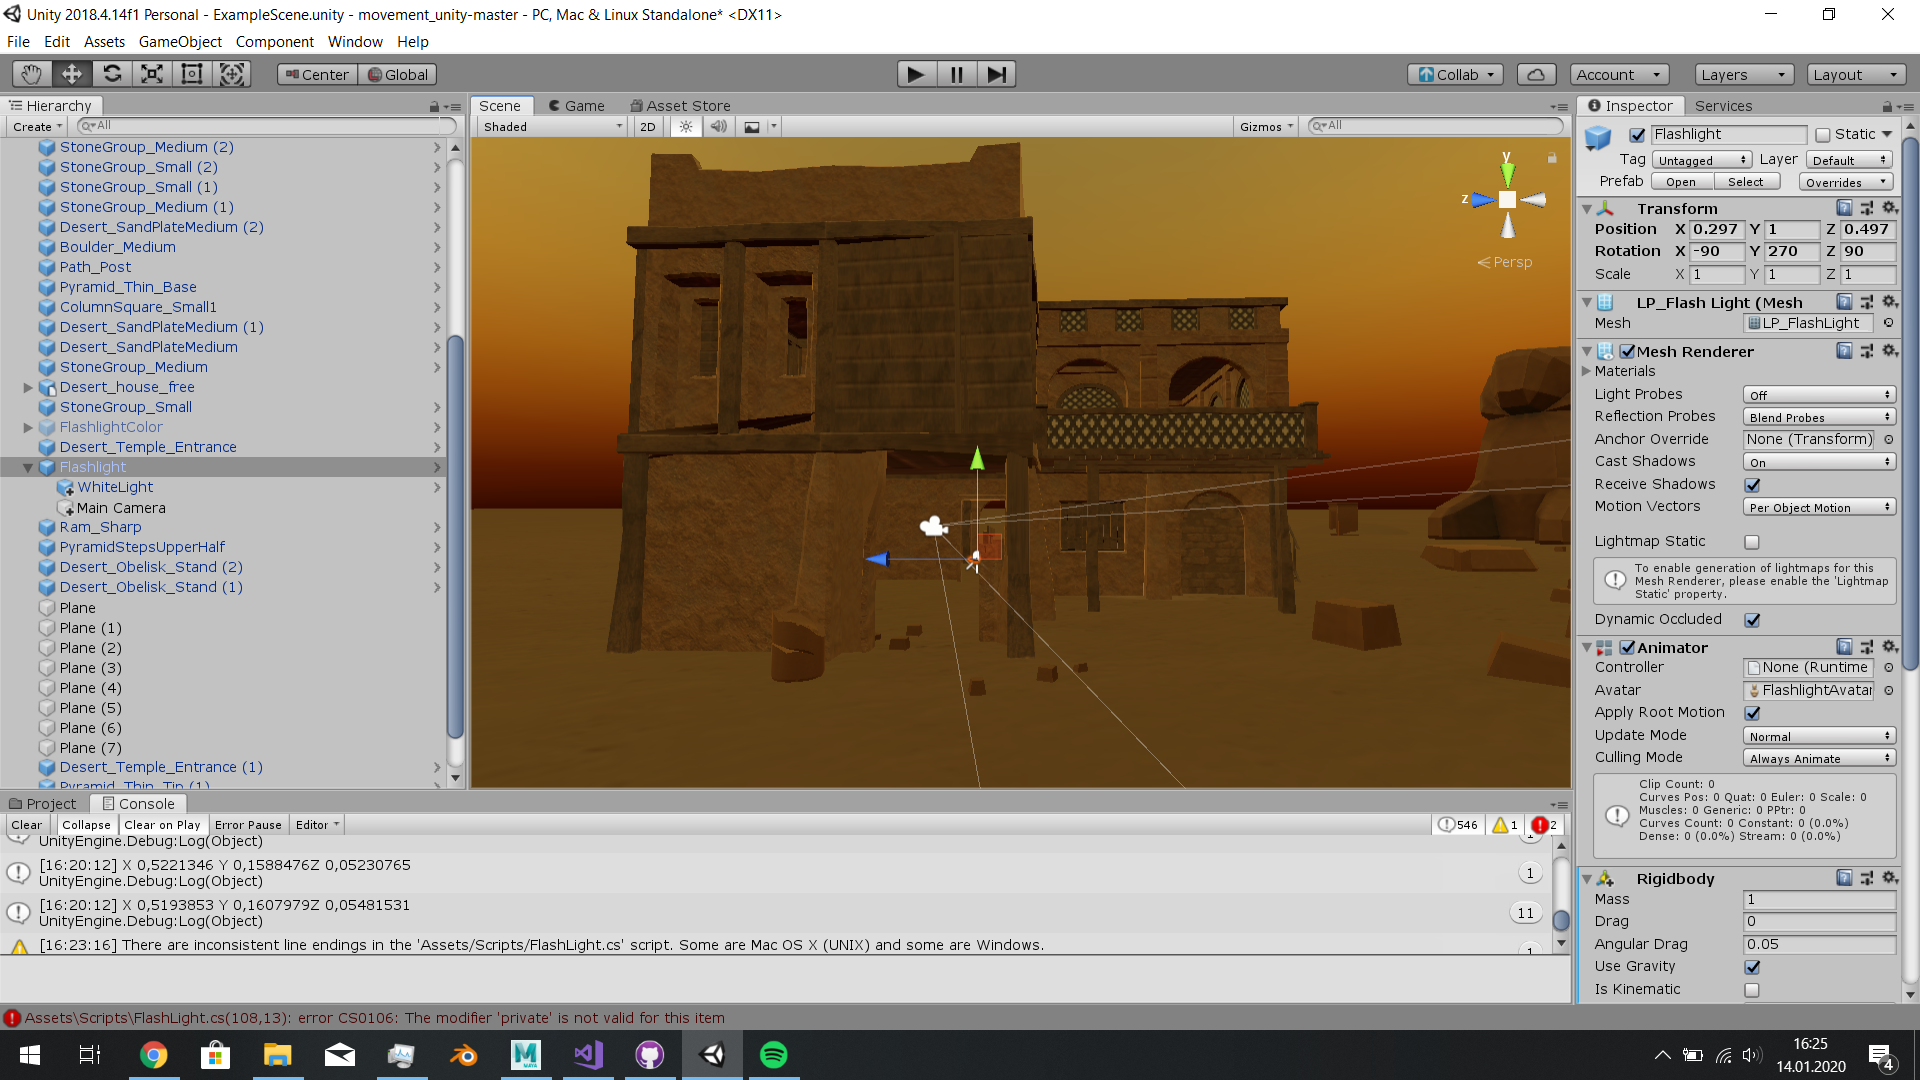 Unity 2018.4.14f1 Personal - ExampleScene.unity - movement_unity-master - PC, Mac & Linux Standalone* <DX11>
File Edit Assets GameObject Component Window Help
Center Global Collab Account Layers Layout
Hierarchy
Create All
StoneGroup_Medium (2)
StoneGroup_Small (2)
StoneGroup_Small (1)
StoneGroup_Medium (1)
Desert_SandPlateMedium (2)
Boulder_Medium
Path_Post
Pyramid_Thin_Base
ColumnSquare_Small1
Desert_SandPlateMedium (1)
Desert_SandPlateMedium
StoneGroup_Medium
Desert_house_free
StoneGroup_Small
FlashlightColor
Desert_Temple_Entrance
Flashlight
WhiteLight
Main Camera
Ram_Sharp
PyramidStepsUpperHalf
Desert_Obelisk_Stand (2)
Desert_Obelisk_Stand (1)
Plane
Plane (1)
Plane (2)
Plane (3)
Plane (4)
Plane (5)
Plane (6)
Plane (7)
Desert_Temple_Entrance (1)
Pyramid_Thin_Tip (1)
Scene Game Asset Store
Shaded 2D Gizmos All
y
z
Persp
Inspector Services
Flashlight Static
Tag Untagged Layer Default
Prefab Open Select Overrides
Transform
Position X 0.297 Y 1 Z 0.497
Rotation X -90 Y 270 Z 90
Scale X 1 Y 1 Z 1
LP_Flash Light (Mesh
Mesh LP_FlashLight
Mesh Renderer
Materials
Light Probes Off
Reflection Probes Blend Probes
Anchor Override None (Transform)
Cast Shadows On
Receive Shadows
Motion Vectors Per Object Motion
Lightmap Static
To enable generation of lightmaps for this
Mesh Renderer, please enable the 'Lightmap
Static' property.
Dynamic Occluded
Animator
Controller None (Runtime
Avatar FlashlightAvatar
Apply Root Motion
Update Mode Normal
Culling Mode Always Animate
Clip Count: 0
Curves Pos: 0 Quat: 0 Euler: 0 Scale: 0
Muscles: 0 Generic: 0 PPtr: 0
Curves Count: 0 Constant: 0 (0.0%)
Dense: 0 (0.0%) Stream: 0 (0.0%)
Rigidbody
Mass 1
Drag 0
Angular Drag 0.05
Use Gravity
Is Kinematic
Project Console
Clear Collapse Clear on Play Error Pause Editor 546 1 2
UnityEngine.Debug:Log(Object) 1
[16:20:12] X 0,5221346 Y 0,1588476Z 0,05230765
UnityEngine.Debug:Log(Object) 1
[16:20:12] X 0,5193853 Y 0,1607979Z 0,05481531
UnityEngine.Debug:Log(Object) 11
[16:23:16] There are inconsistent line endings in the 'Assets/Scripts/FlashLight.cs' script. Some are Mac OS X (UNIX) and some are Windows. 1
Assets\Scripts\FlashLight.cs(108,13): error CS0106: The modifier 'private' is not valid for this item
M
MAYA
16:25
14.01.2020
4